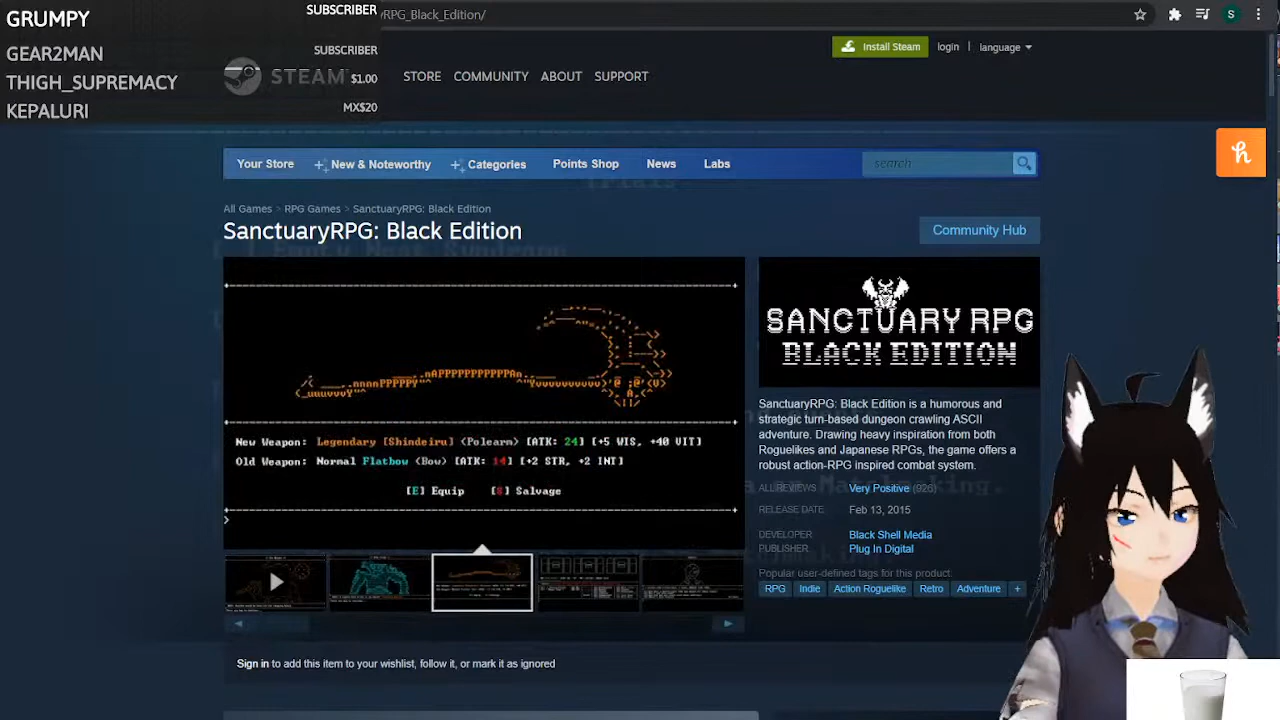 GRUMPY SUBSCRIBER
GEAR2MAN SUBSCRIBER
THIGH_SUPREMACY $1.00
KEPALURI MX$20
RPG_Black_Edition/
S
Install Steam login | language
STEAM STORE COMMUNITY ABOUT SUPPORT
Your Store New & Noteworthy Categories Points Shop News Labs search
All Games > RPG Games > SanctuaryRPG: Black Edition
SanctuaryRPG: Black Edition
Community Hub
New Weapon: Legendary [Shindeiru] <Polearm> [ATK: 24] [+5 WIS, +40 VIT]
Old Weapon: Normal Flatbow <Bow> [ATK: 14] [+2 STR, +2 INT]
[E] Equip [S] Salvage
>
SANCTUARY RPG
BLACK EDITION
SanctuaryRPG: Black Edition is a humorous and
strategic turn-based dungeon crawling ASCII
adventure. Drawing heavy inspiration from both
Roguelikes and Japanese RPGs, the game offers a
robust action-RPG inspired combat system.
ALL REVIEWS Very Positive (926)
RELEASE DATE Feb 13, 2015
DEVELOPER Black Shell Media
PUBLISHER Plug In Digital
Popular user-defined tags for this product:
RPG Indie Action Roguelike Retro Adventure +
Sign in to add this item to your wishlist, follow it, or mark it as ignored